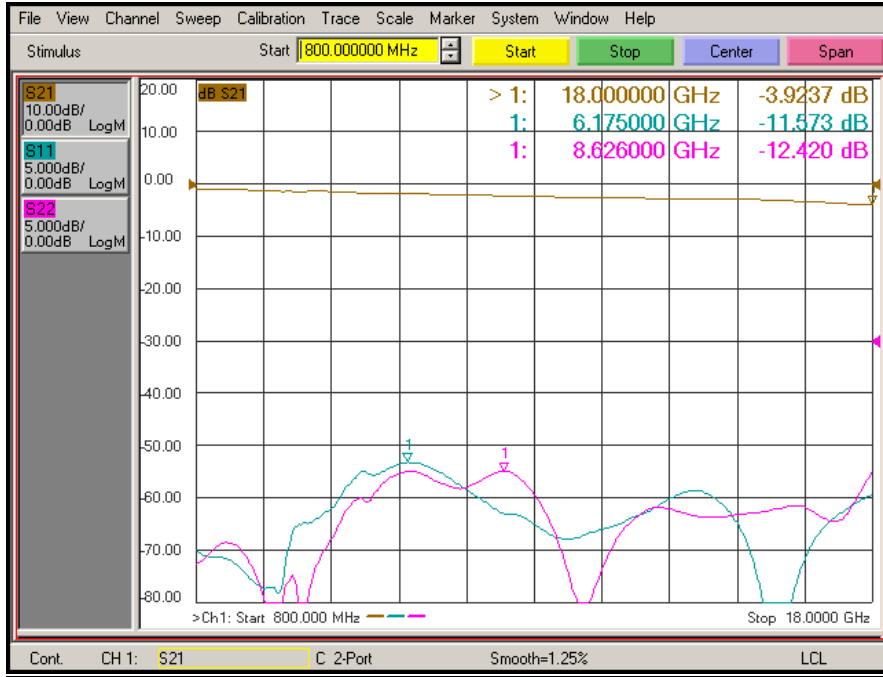 File View Channel Sweep Calibration Trace Scale Marker System Window Help
Stimulus Start 800.000000 MHz Start Stop Center Span
S21
10.00dB/
0.00dB LogM
S11
5.000dB/
0.00dB LogM
S22
5.000dB/
0.00dB LogM
dB S21
> 1: 18.000000 GHz -3.9237 dB
1: 6.175000 GHz -11.573 dB
1: 8.626000 GHz -12.420 dB
20.00
10.00
0.00
-10.00
-20.00
-30.00
-40.00
-50.00
-60.00
-70.00
-80.00
1
1
>Ch1: Start 800.000 MHz Stop 18.0000 GHz
Cont. CH 1: S21 C 2-Port Smooth=1.25% LCL